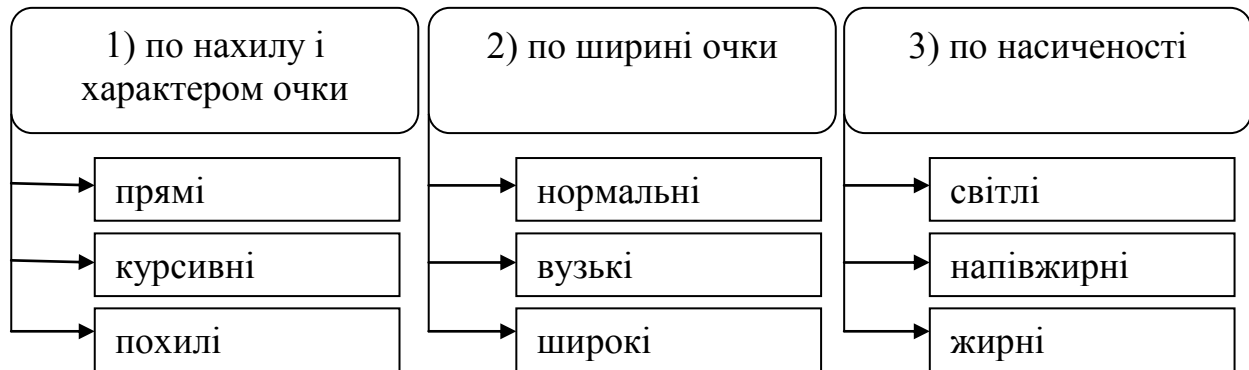 1) по нахилу і
характером очки
прямі
курсивні
похилі
2) по ширині очки
нормальні
вузькі
широкі
3) по насиченості
світлі
напівжирні
жирні